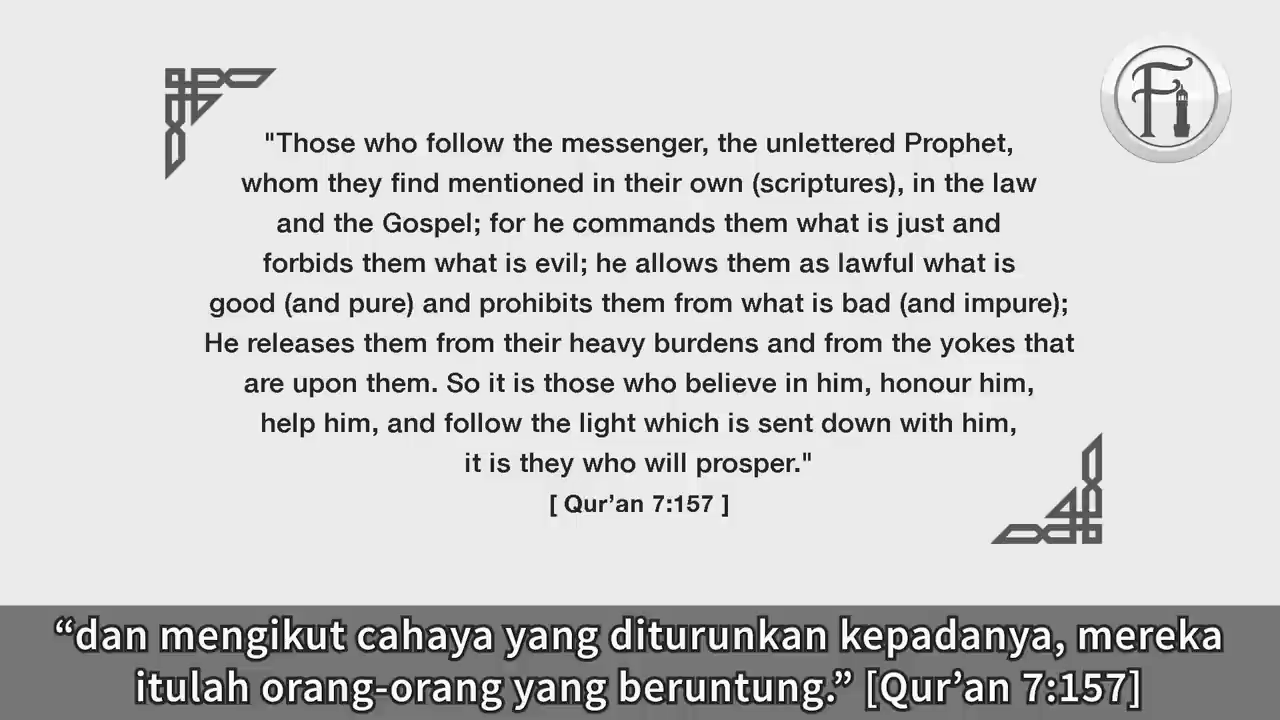 Fi
"Those who follow the messenger, the unlettered Prophet,
whom they find mentioned in their own (scriptures), in the law
and the Gospel; for he commands them what is just and
forbids them what is evil; he allows them as lawful what is
good (and pure) and prohibits them from what is bad (and impure);
He releases them from their heavy burdens and from the yokes that
are upon them. So it is those who believe in him, honour him,
help him, and follow the light which is sent down with him,
it is they who will prosper."
[ Qur’an 7:157 ]
“dan mengikut cahaya yang diturunkan kepadanya, mereka
itulah orang-orang yang beruntung.” [Qur’an 7:157]